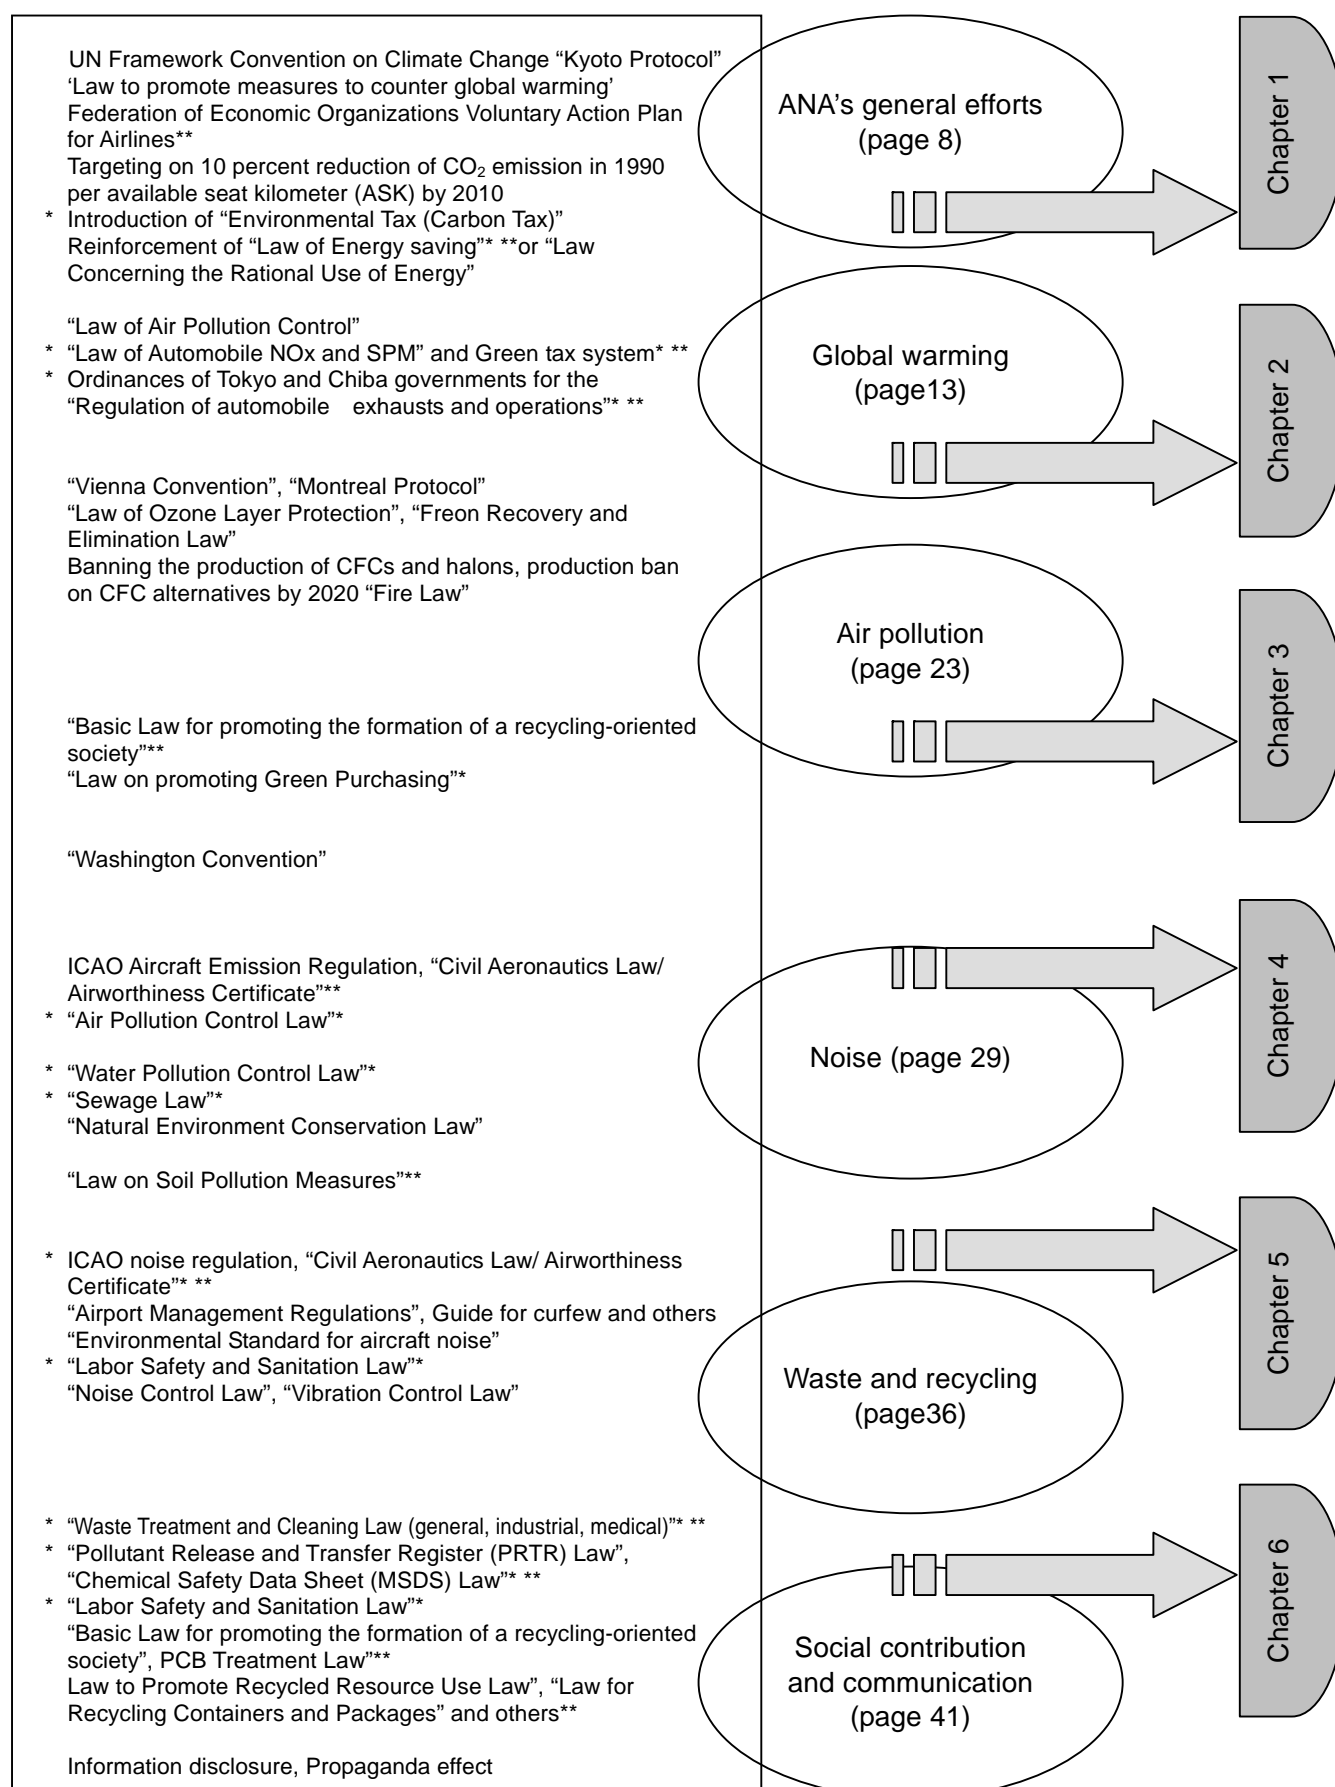 UN Framework Convention on Climate Change “Kyoto Protocol”
‘Law to promote measures to counter global warming’
Federation of Economic Organizations Voluntary Action Plan
for Airlines**
Targeting on 10 percent reduction of CO₂ emission in 1990
per available seat kilometer (ASK) by 2010
* Introduction of “Environmental Tax (Carbon Tax)”
Reinforcement of “Law of Energy saving”* **or “Law
Concerning the Rational Use of Energy”
“Law of Air Pollution Control”
* “Law of Automobile NOx and SPM” and Green tax system* **
* Ordinances of Tokyo and Chiba governments for the
“Regulation of automobile exhausts and operations”* **
“Vienna Convention”, “Montreal Protocol”
“Law of Ozone Layer Protection”, “Freon Recovery and
Elimination Law”
Banning the production of CFCs and halons, production ban
on CFC alternatives by 2020 “Fire Law”
“Basic Law for promoting the formation of a recycling-oriented
society”**
“Law on promoting Green Purchasing”*
“Washington Convention”
ICAO Aircraft Emission Regulation, “Civil Aeronautics Law/
Airworthiness Certificate”**
* “Air Pollution Control Law”*
* “Water Pollution Control Law”*
* “Sewage Law”*
“Natural Environment Conservation Law”
“Law on Soil Pollution Measures”**
* ICAO noise regulation, “Civil Aeronautics Law/ Airworthiness
Certificate”* **
“Airport Management Regulations”, Guide for curfew and others
“Environmental Standard for aircraft noise”
* “Labor Safety and Sanitation Law”*
“Noise Control Law”, “Vibration Control Law”
* “Waste Treatment and Cleaning Law (general, industrial, medical)”* **
* “Pollutant Release and Transfer Register (PRTR) Law”,
“Chemical Safety Data Sheet (MSDS) Law”* **
* “Labor Safety and Sanitation Law”*
“Basic Law for promoting the formation of a recycling-oriented
society”, PCB Treatment Law”**
Law to Promote Recycled Resource Use Law”, “Law for
Recycling Containers and Packages” and others**
Information disclosure, Propaganda effect
ANA’s general efforts
(page 8)
Chapter 1
Global warming
(page13)
Chapter 2
Air pollution
(page 23)
Chapter 3
Noise (page 29)
Chapter 4
Waste and recycling
(page36)
Chapter 5
Social contribution
and communication
(page 41)
Chapter 6